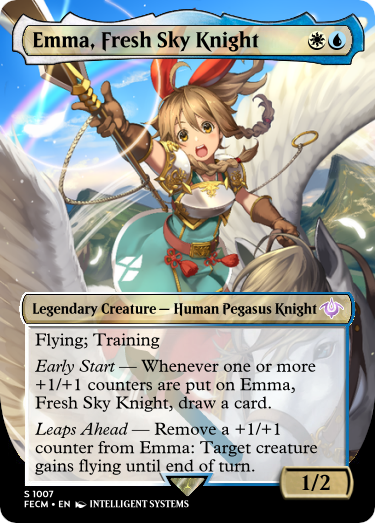 Emma, Fresh Sky Knight
Legendary Creature — Human Pegasus Knight
Flying; Training
Early Start — Whenever one or more
+1/+1 counters are put on Emma,
Fresh Sky Knight, draw a card.
Leaps Ahead — Remove a +1/+1
counter from Emma: Target creature
gains flying until end of turn.
1/2
S 1007
FECM • EN INTELLIGENT SYSTEMS